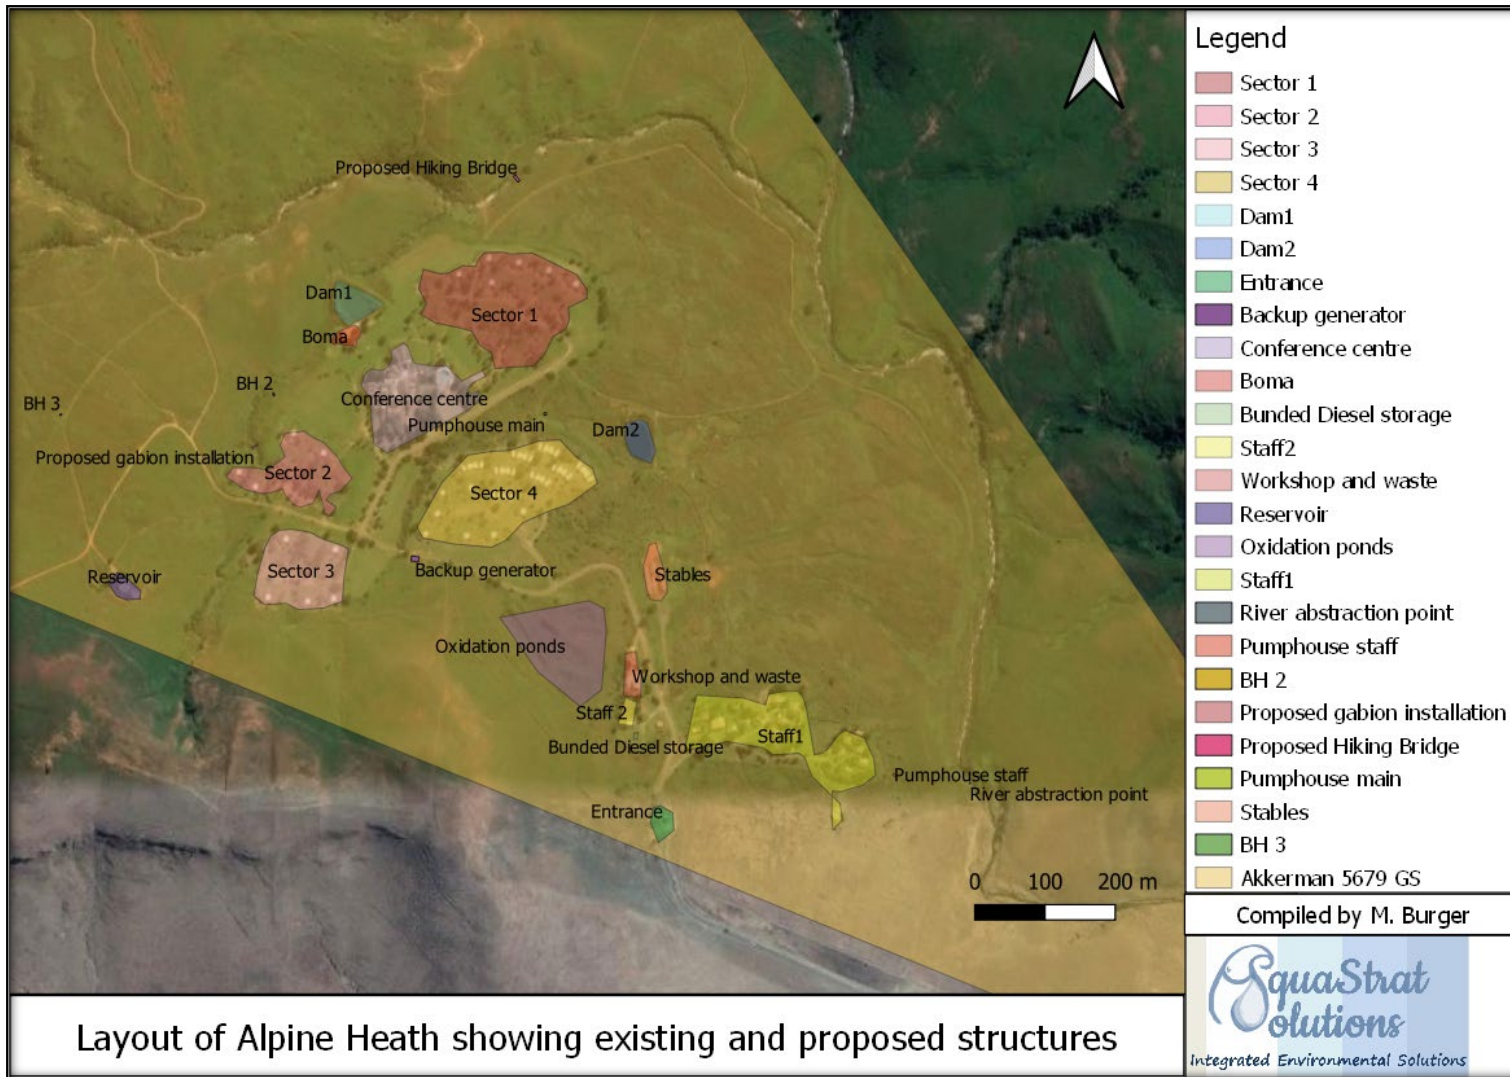 Proposed Hiking Bridge
Dam1
Sector 1
Boma
BH 2
Conference centre
BH 3
Pumphouse main
Dam2
Proposed gabion installation
Sector 2
Sector 4
Sector 3
Backup generator
Stables
Reservoir
Oxidation ponds
Workshop and waste
Staff 2
Staff1
Bunded Diesel storage
Pumphouse staff
River abstraction point
Entrance
0 100 200 m
Legend
Sector 1
Sector 2
Sector 3
Sector 4
Dam1
Dam2
Entrance
Backup generator
Conference centre
Boma
Bunded Diesel storage
Staff2
Workshop and waste
Reservoir
Oxidation ponds
Staff1
River abstraction point
Pumphouse staff
BH 2
Proposed gabion installation
Proposed Hiking Bridge
Pumphouse main
Stables
BH 3
Akkerman 5679 GS
Compiled by M. Burger
AquaStrat
Solutions
Integrated Environmental Solutions
Layout of Alpine Heath showing existing and proposed structures